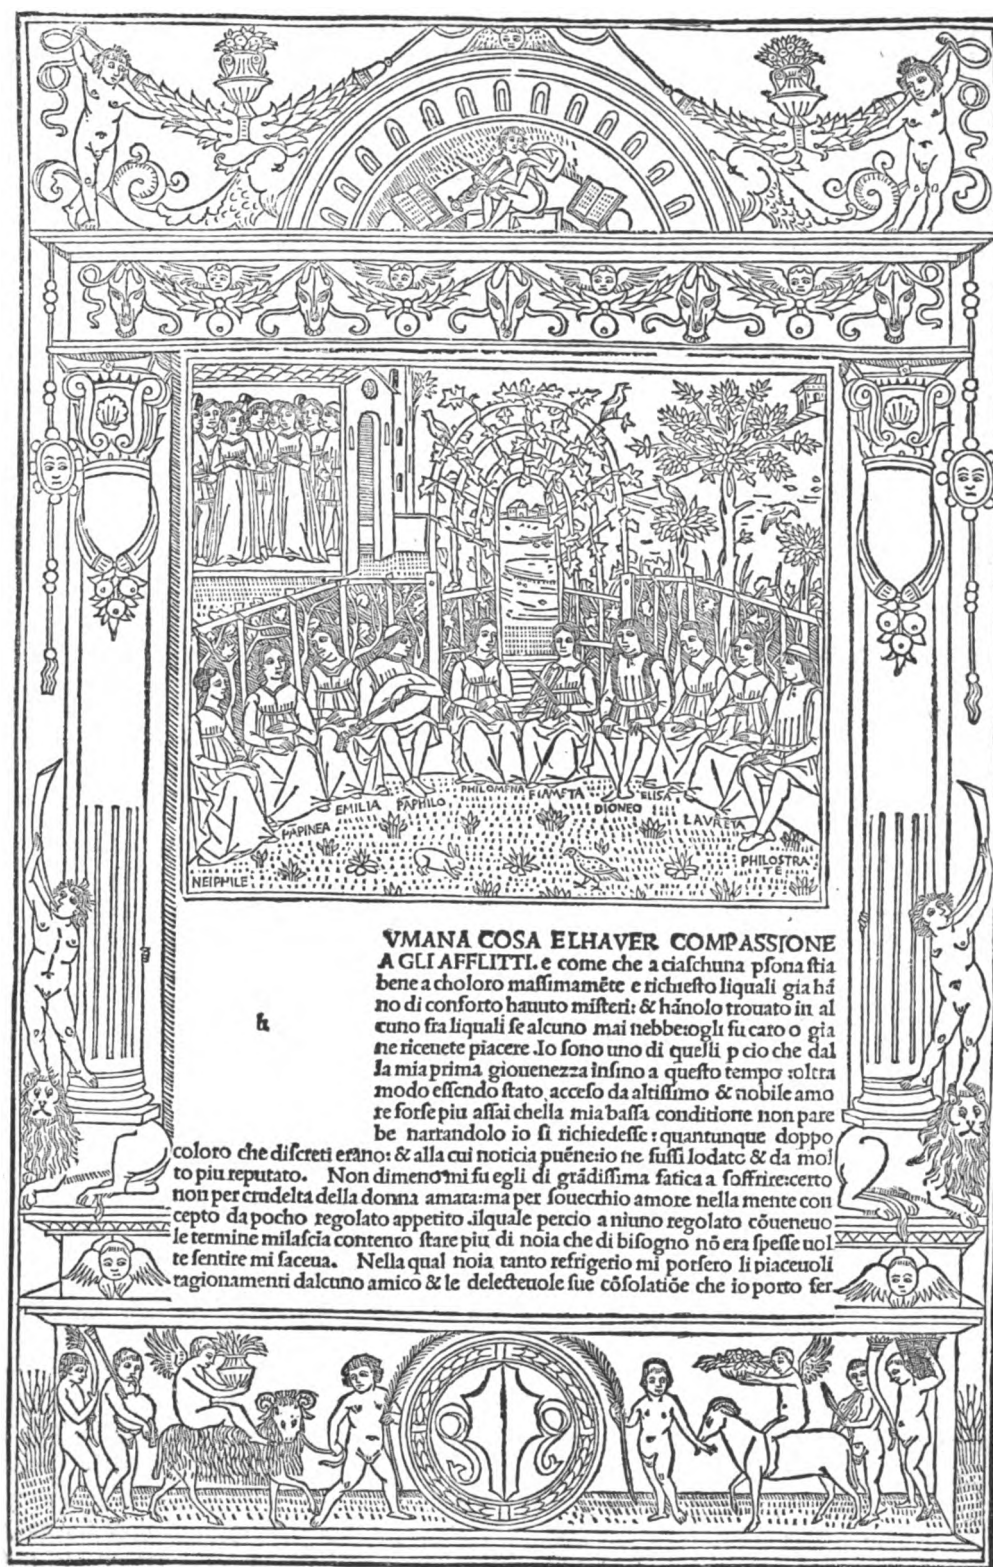 NEIPHILE
PĀPINEA
EMILIA
PĀPHILO
PHILOMENA
FIAMETA
DIONEO
ELISA
LAVRETA
PHILOSTRA
TE
h
VMANA COSA ELHAVER COMPASSIONE
A GLI AFFLITTI. e come che a ciaſchuna pſona ſtia
bene a choloro maſſimamēte e richieſto liquali gia hā
no di conforto hauuto miſteri: & hānolo trouato in al
cuno fra liquali ſe alcuno mai nebbe:ogli fu caro o gia
ne riceuete piacere .Io ſono uno di quelli p cio che dal
la mia prima giouenezza inſino a queſto tempo :oltra
modo eſſendo ſtato acceſo da altiſſimo & nobile amo
re forſe piu aſſai chella mia baſſa conditione non pare
be narrandolo io ſi richiedeſſe : quantunque doppo
coloro che diſcreti erāno: & alla cui noticia puēne:io ne fuſſi lodato & da mol
to piu reputato. Non dimeno mi fu egli di grādiſſima fatica a ſoffrire:certo
non per crudelta della donna amata:ma per ſouerchio amore nella mente con
cepto da pocho regolato appetito .ilquale percio a niuno regolato cōueneuo
le termine milaſcia contento ſtare piu di noia che di biſogno nō era ſpeſſe uol
te ſentire mi faceua. Nella qual noia tanto refrigerio mi porſero li piaceuoli
ragionamenti dalcuno amico & le delecteuole ſue cōſolatiōe che io porto fer